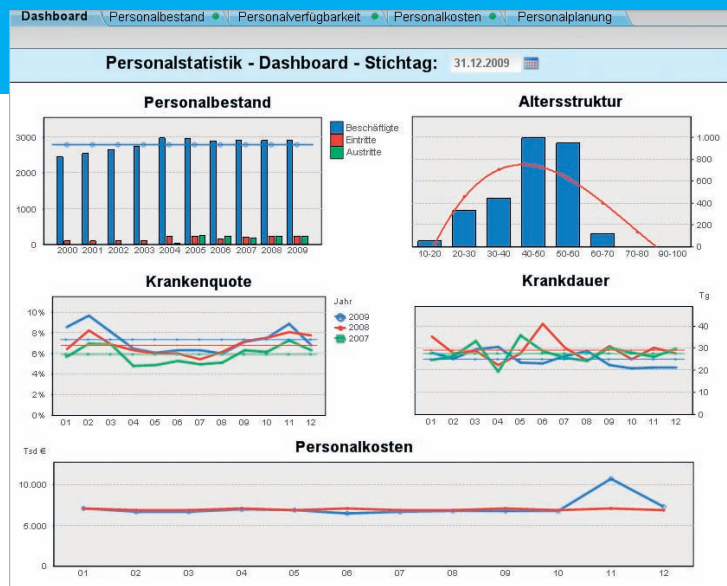 Dashboard Personalbestand Personalverfügbarkeit Personalkosten Personalplanung
Personalstatistik - Dashboard - Stichtag: 31.12.2009
Personalbestand
3000
2000
1000
0
2000 2001 2002 2003 2004 2005 2006 2007 2008 2009
Beschäftigte
Eintritte
Austritte
Altersstruktur
1.000
800
600
400
200
0
10-20 20-30 30-40 40-50 50-60 60-70 70-80 90-100
Krankenquote
10%
8%
6%
4%
2%
0%
01 02 03 04 05 06 07 08 09 10 11 12
Jahr
2009
2008
2007
Krankdauer
Tg
40
30
20
10
0
01 02 03 04 05 06 07 08 09 10 11 12
Personalkosten
Tsd €
10.000
5.000
0
01 02 03 04 05 06 07 08 09 10 11 12